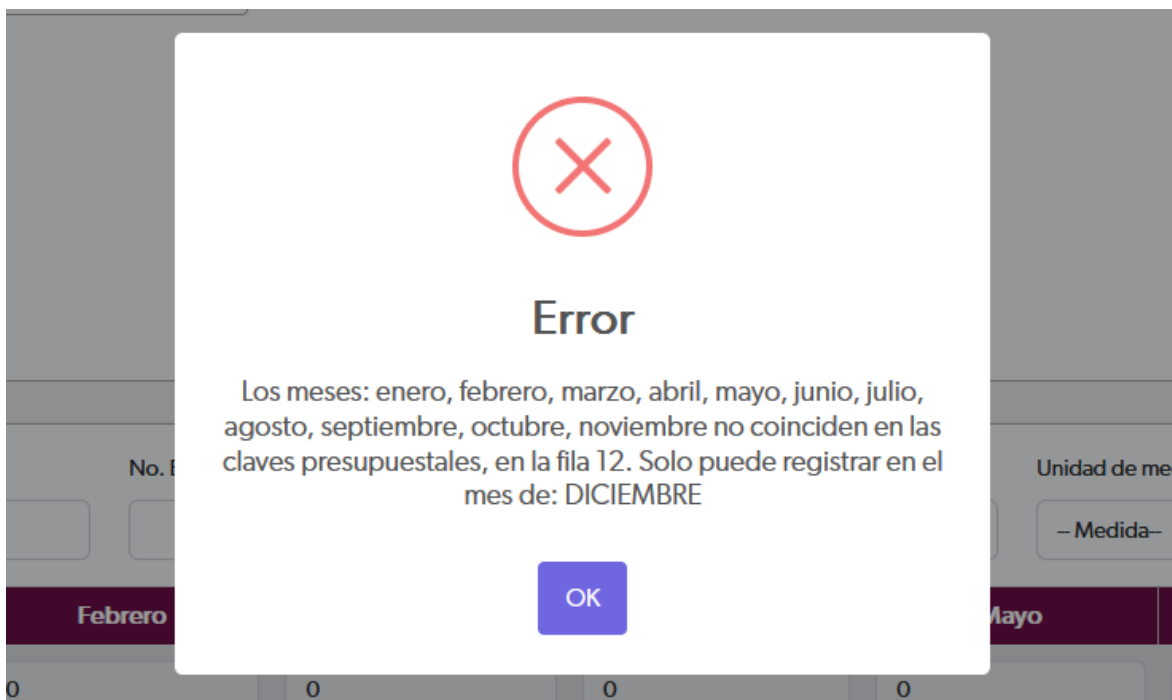 Error
Los meses: enero, febrero, marzo, abril, mayo, junio, julio,
agosto, septiembre, octubre, noviembre no coinciden en las
claves presupuestales, en la fila 12. Solo puede registrar en el
mes de: DICIEMBRE
No.
Unidad de
-- Medida--
OK
Febrero
Mayo
0
0
0
0